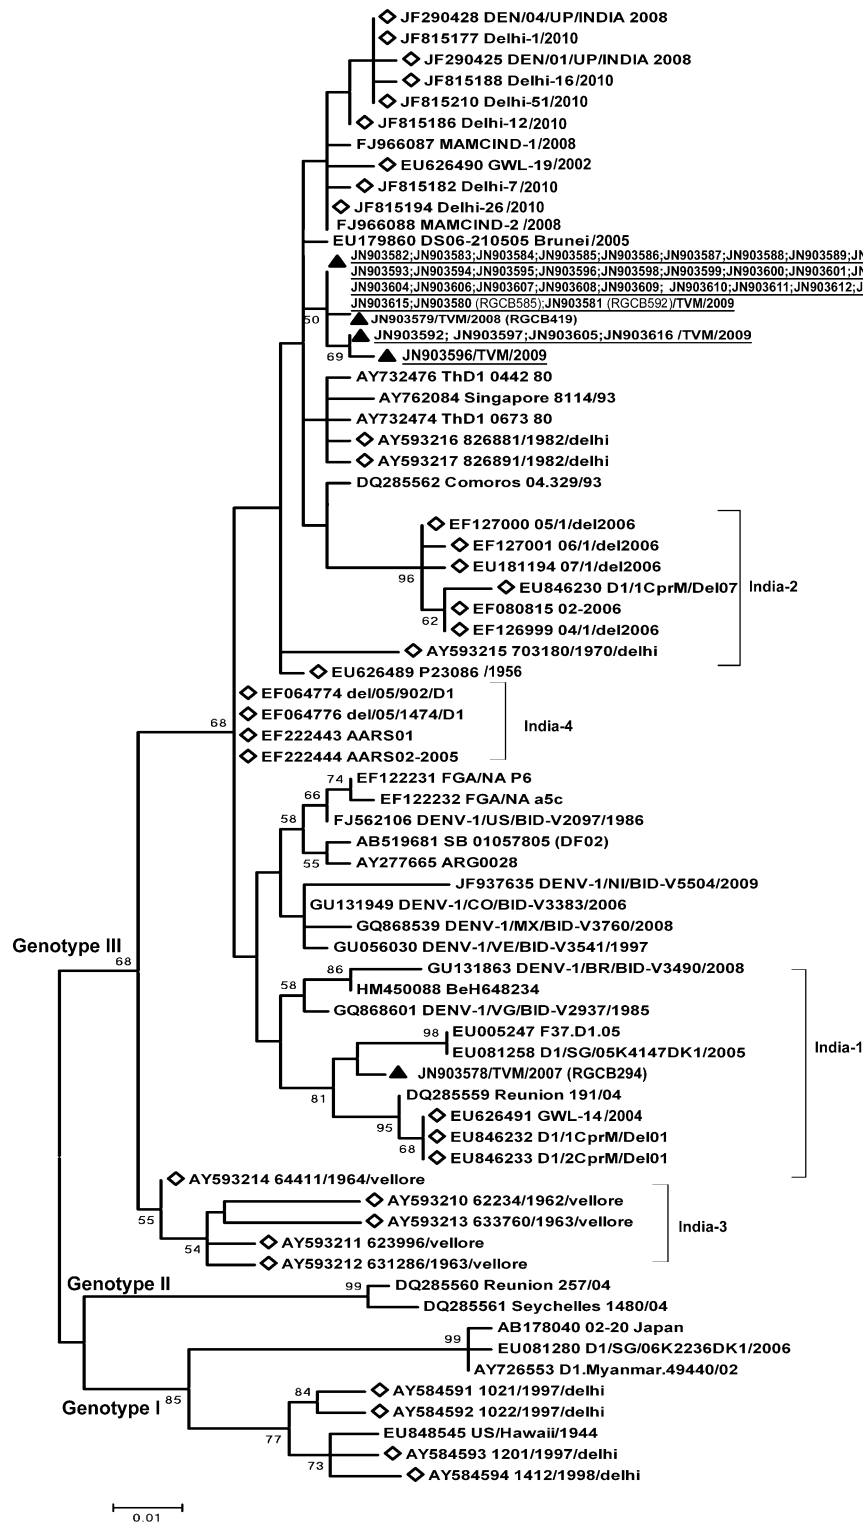 JF290428 DEN/04/UP/INDIA 2008
JF815177 Delhi-1/2010
JF290425 DEN/01/UP/INDIA 2008
JF815188 Delhi-16/2010
JF815210 Delhi-51/2010
JF815186 Delhi-12/2010
FJ966087 MAMCIND-1/2008
EU626490 GWL-19/2002
JF815182 Delhi-7/2010
JF815194 Delhi-26/2010
FJ966088 MAMCIND-2 /2008
EU179860 DS06-210505 Brunei/2005
JN903582;JN903583;JN903584;JN903585;JN903586;JN903587;JN903588;JN903589;JN
JN903593;JN903594;JN903595;JN903596;JN903598;JN903599;JN903600;JN903601;JN
JN903604;JN903606;JN903607;JN903608;JN903609; JN903610;JN903611;JN903612;J
JN903615;JN903580 (RGCB585);JN903581 (RGCB592)/TVM/2009
50
JN903579/TVM/2008 (RGCB419)
JN903592; JN903597;JN903605;JN903616 /TVM/2009
69
JN903596/TVM/2009
AY732476 ThD1 0442 80
AY762084 Singapore 8114/93
AY732474 ThD1 0673 80
AY593216 826881/1982/delhi
AY593217 826891/1982/delhi
DQ285562 Comoros 04.329/93
EF127000 05/1/del2006
EF127001 06/1/del2006
EU181194 07/1/del2006
96
EU846230 D1/1CprM/Del07
India-2
EF080815 02-2006
62
EF126999 04/1/del2006
AY593215 703180/1970/delhi
EU626489 P23086 /1956
EF064774 del/05/902/D1
EF064776 del/05/1474/D1
68
India-4
EF222443 AARS01
EF222444 AARS02-2005
74
EF122231 FGA/NA P6
66
EF122232 FGA/NA a5c
58
FJ562106 DENV-1/US/BID-V2097/1986
AB519681 SB 01057805 (DF02)
55
AY277665 ARG0028
JF937635 DENV-1/NI/BID-V5504/2009
GU131949 DENV-1/CO/BID-V3383/2006
GQ868539 DENV-1/MX/BID-V3760/2008
Genotype III
GU056030 DENV-1/VE/BID-V3541/1997
68
86
GU131863 DENV-1/BR/BID-V3490/2008
58
HM450088 BeH648234
GQ868601 DENV-1/VG/BID-V2937/1985
98
EU005247 F37.D1.05
India-1
EU081258 D1/SG/05K4147DK1/2005
JN903578/TVM/2007 (RGCB294)
81
DQ285559 Reunion 191/04
95
EU626491 GWL-14/2004
EU846232 D1/1CprM/Del01
68
EU846233 D1/2CprM/Del01
AY593214 64411/1964/vellore
55
AY593210 62234/1962/vellore
AY593213 633760/1963/vellore
India-3
54
AY593211 623996/vellore
AY593212 631286/1963/vellore
Genotype II
99
DQ285560 Reunion 257/04
DQ285561 Seychelles 1480/04
AB178040 02-20 Japan
99
EU081280 D1/SG/06K2236DK1/2006
AY726553 D1.Myanmar.49440/02
85
84
AY584591 1021/1997/delhi
Genotype I
AY584592 1022/1997/delhi
77
EU848545 US/Hawaii/1944
73
AY584593 1201/1997/delhi
AY584594 1412/1998/delhi
0.01